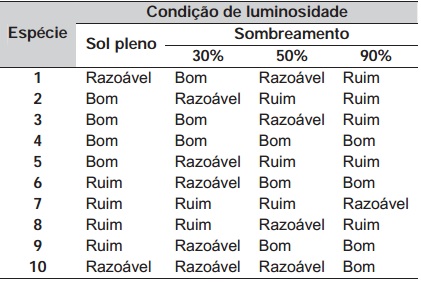 Espécie Condição de luminosidade
Sol pleno Sombreamento
30% 50% 90%
1 Razoável Bom Razoável Ruim
2 Bom Razoável Ruim Ruim
3 Bom Bom Razoável Ruim
4 Bom Bom Bom Bom
5 Bom Razoável Ruim Ruim
6 Ruim Razoável Bom Bom
7 Ruim Ruim Ruim Razoável
8 Ruim Ruim Razoável Ruim
9 Ruim Razoável Bom Bom
10 Razoável Razoável Razoável Bom